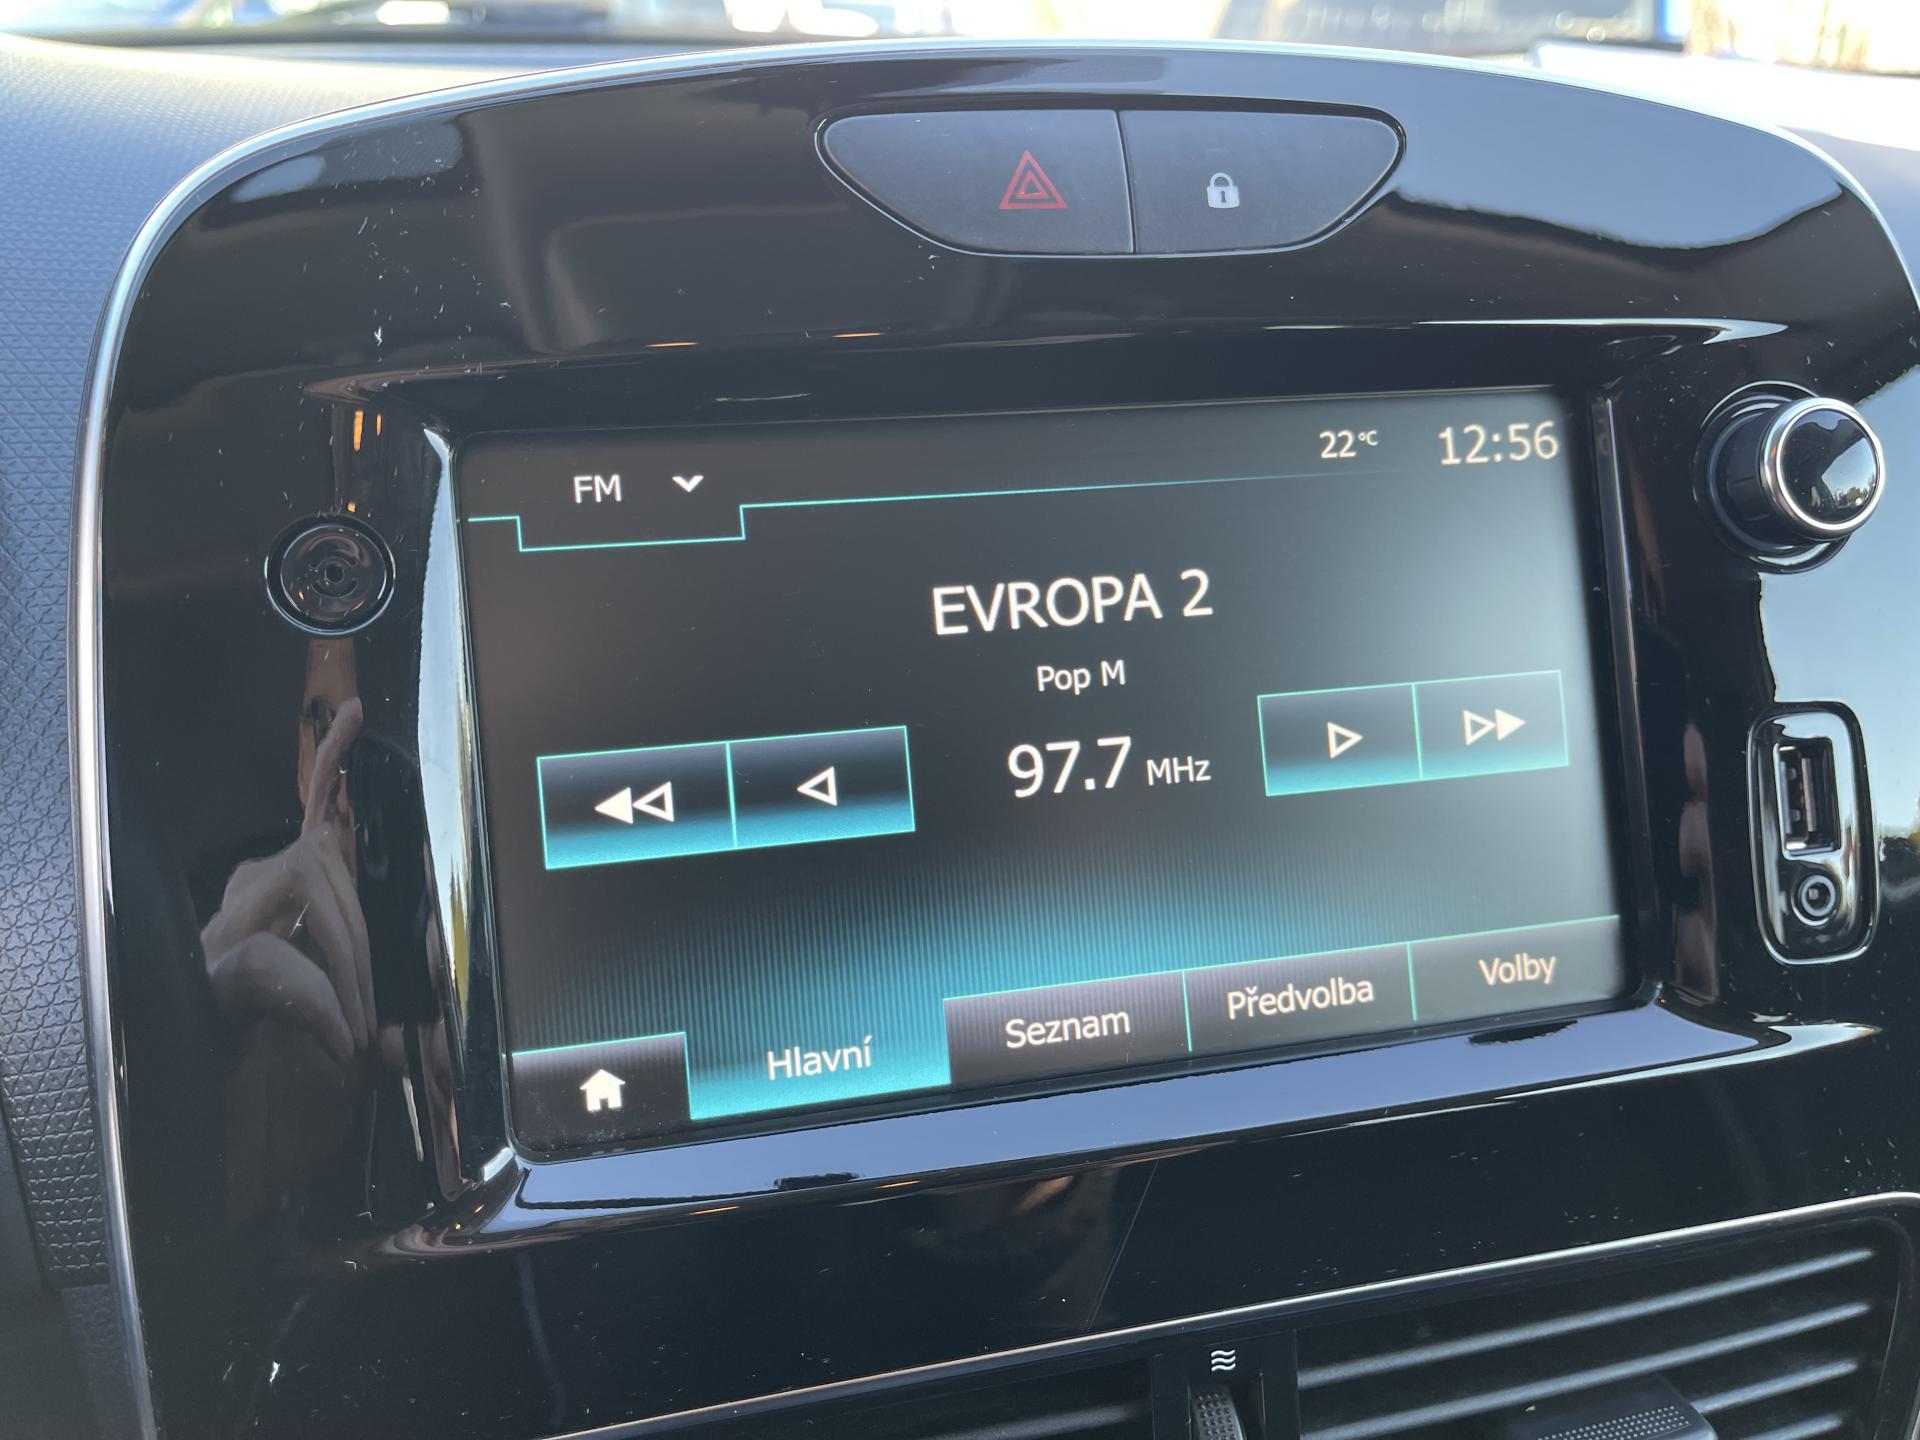 FM
22°C 12:56
EVROPA 2
Pop M
97.7 MHz
Hlavní Seznam Předvolba Volby